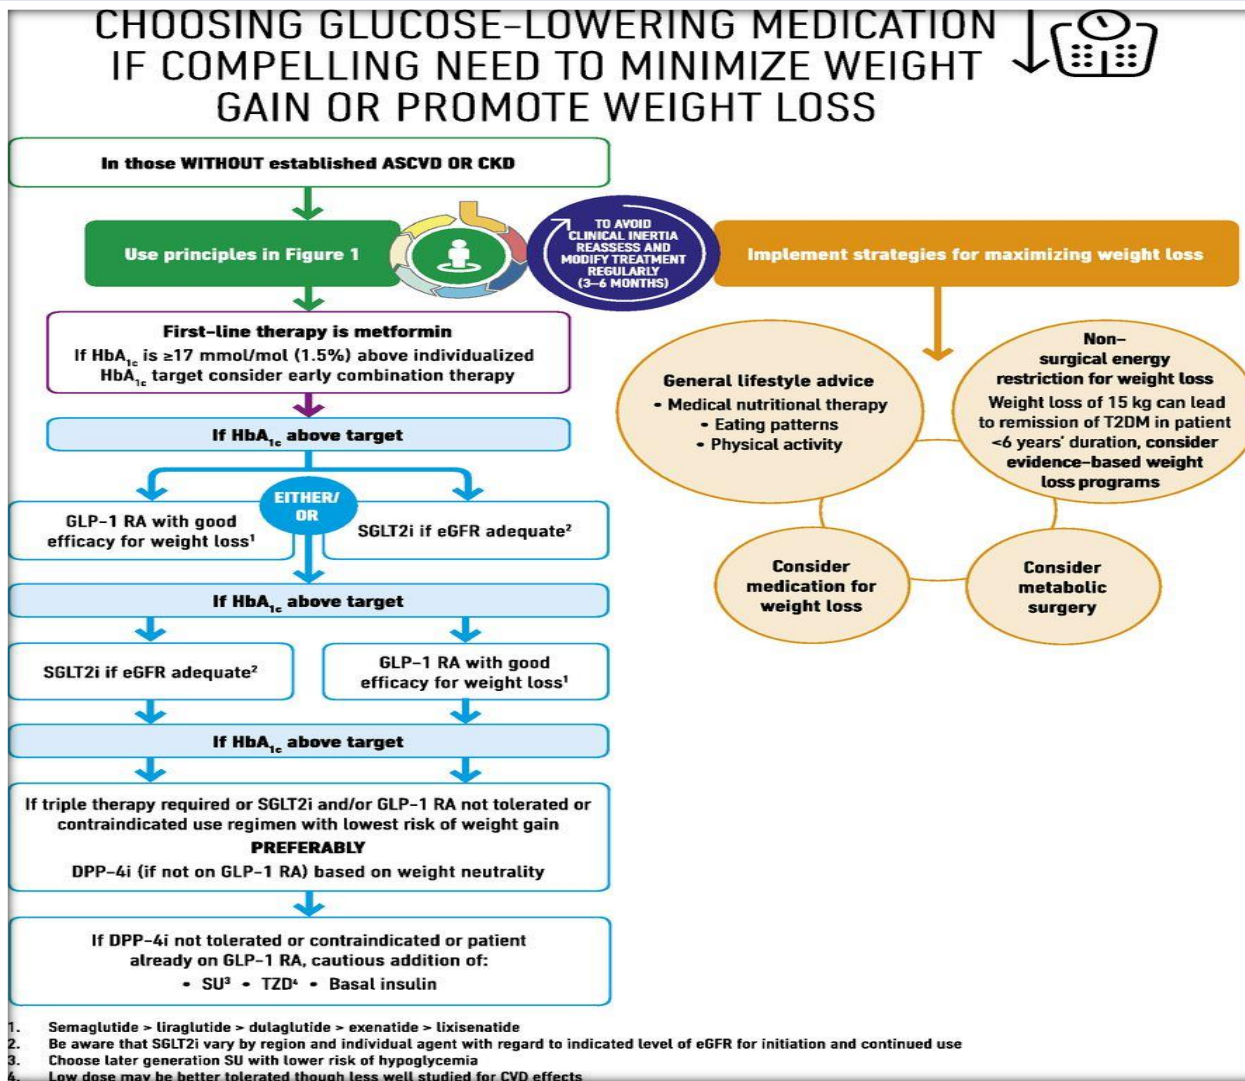 CHOOSING GLUCOSE-LOWERING MEDICATION
IF COMPELLING NEED TO MINIMIZE WEIGHT
GAIN OR PROMOTE WEIGHT LOSS
In those WITHOUT established ASCVD OR CKD
Use principles in Figure 1
TO AVOID
CLINICAL INERTIA
REASSESS AND
MODIFY TREATMENT
REGULARLY
(3–6 MONTHS)
Implement strategies for maximizing weight loss
First-line therapy is metformin
If HbA1c is ≥17 mmol/mol (1.5%) above individualized
HbA1c target consider early combination therapy
If HbA1c above target
EITHER/
OR
GLP-1 RA with good
efficacy for weight loss¹
SGLT2i if eGFR adequate²
If HbA1c above target
SGLT2i if eGFR adequate²
GLP-1 RA with good
efficacy for weight loss¹
If HbA1c above target
If triple therapy required or SGLT2i and/or GLP-1 RA not tolerated or
contraindicated use regimen with lowest risk of weight gain
PREFERABLY
DPP-4i (if not on GLP-1 RA) based on weight neutrality
If DPP-4i not tolerated or contraindicated or patient
already on GLP-1 RA, cautious addition of:
• SU³ • TZD⁴ • Basal insulin
General lifestyle advice
• Medical nutritional therapy
• Eating patterns
• Physical activity
Non-
surgical energy
restriction for weight loss
Weight loss of 15 kg can lead
to remission of T2DM in patient
<6 years' duration, consider
evidence-based weight
loss programs
Consider
medication for
weight loss
Consider
metabolic
surgery
1. Semaglutide > liraglutide > dulaglutide > exenatide > lixisenatide
2. Be aware that SGLT2i vary by region and individual agent with regard to indicated level of eGFR for initiation and continued use
3. Choose later generation SU with lower risk of hypoglycemia
4. Low dose may be better tolerated though less well studied for CVD effects